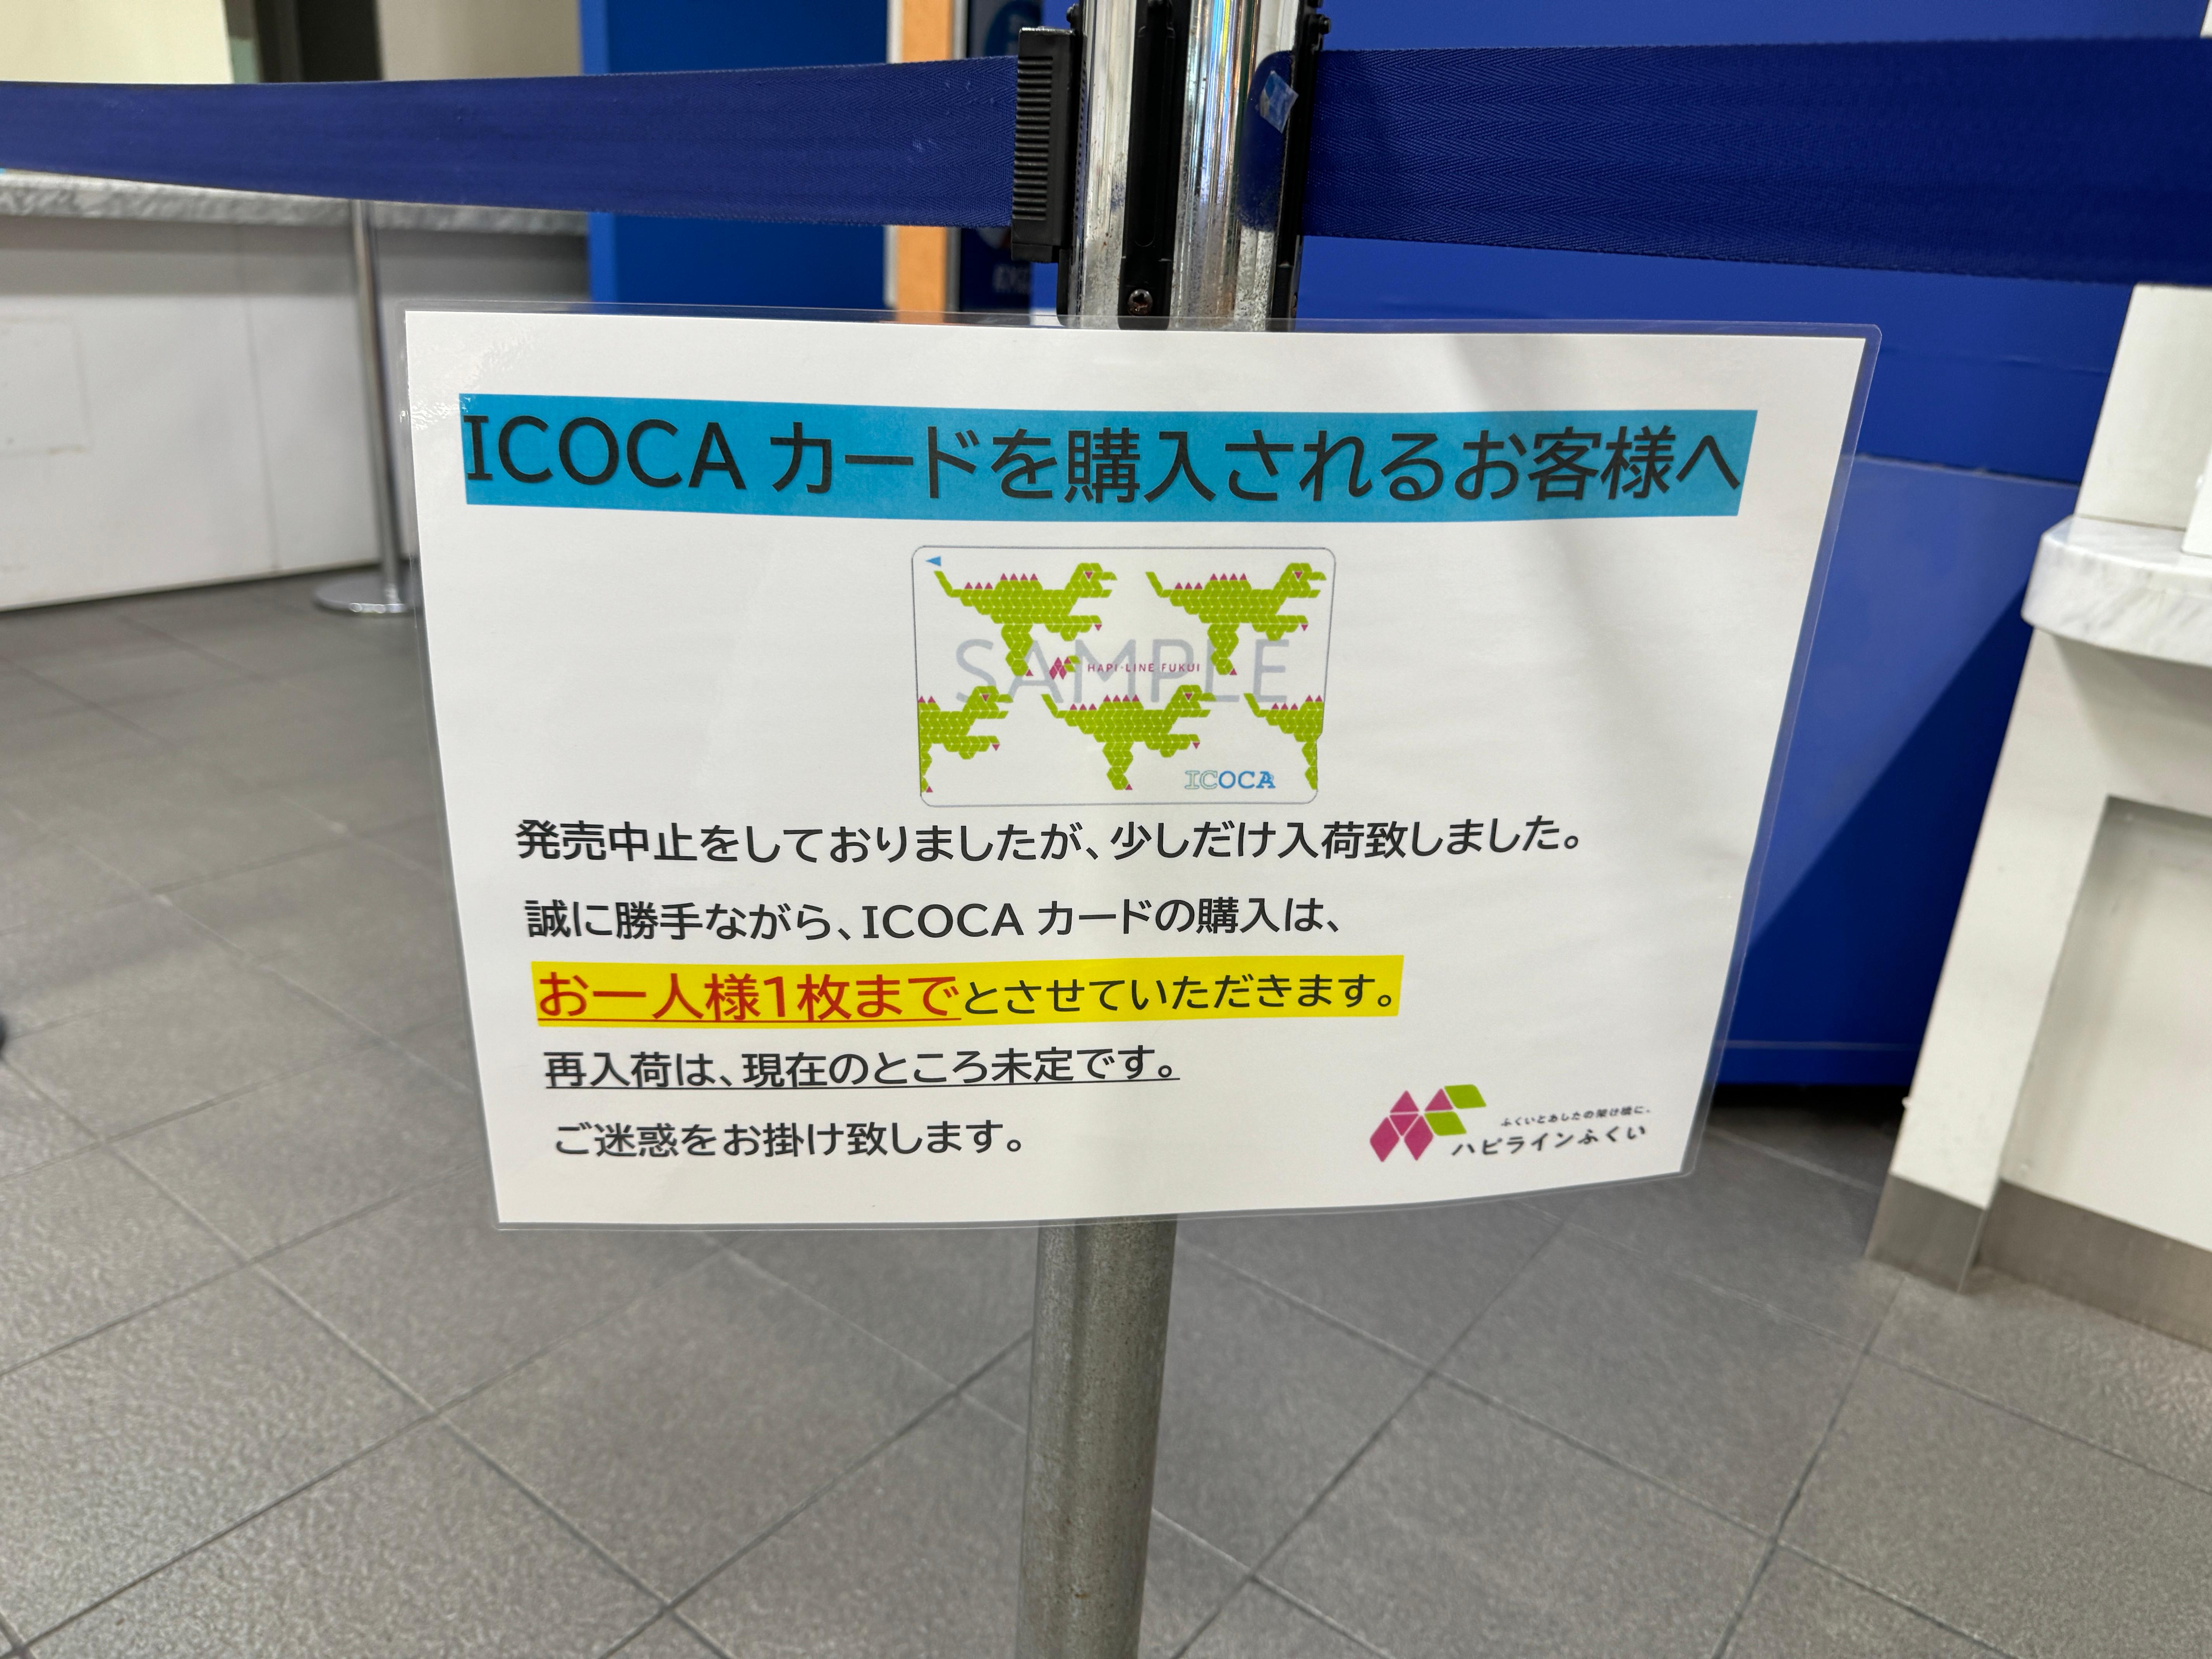 ICOCA カードを購入されるお客様へ
SAMPLE
HAPI-LINE FUKUI
ICOCA
発売中止をしておりましたが、少しだけ入荷致しました。
誠に勝手ながら、ICOCA カードの購入は、
お一人様1枚までとさせていただきます。
再入荷は、現在のところ未定です。
ご迷惑をお掛け致します。
ふくいとあしたの架け橋に、
ハピラインふくい